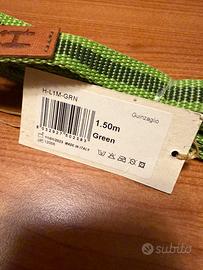 H-L1M-GRN
Guinzaglio
1.50m
Green
MADE IN ITALY
subito